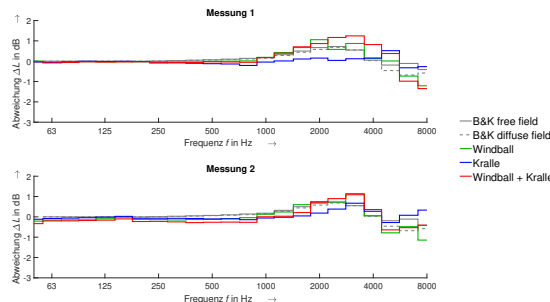 Messung 1
Abweichung ΔL in dB →
2
1
0
-1
-2
-3
63
125
250
500
1000
2000
4000
8000
Frequenz f in Hz →
B&K free field
B&K diffuse field
Windball
Kralle
Windball + Kralle
Messung 2
Abweichung ΔL in dB →
2
1
0
-1
-2
-3
63
125
250
500
1000
2000
4000
8000
Frequenz f in Hz →